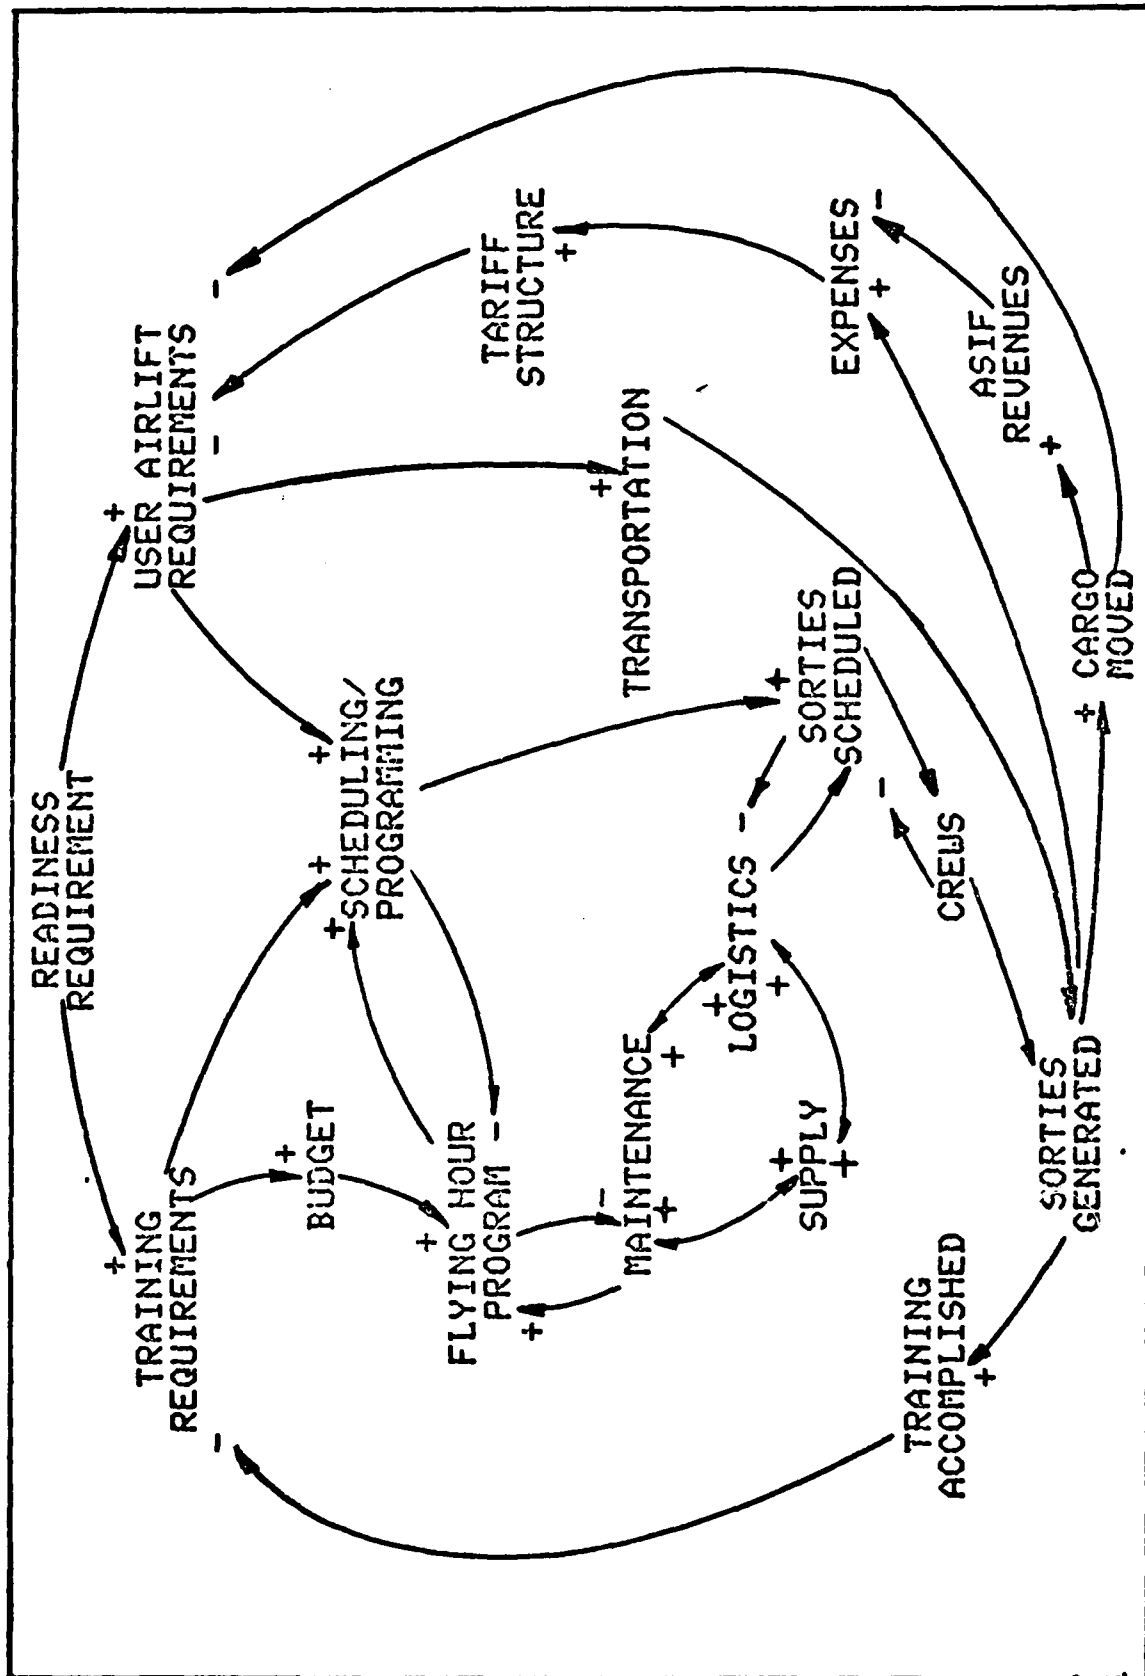 READINESS
REQUIREMENT
+
TRAINING
REQUIREMENTS
-
+
USER AIRLIFT
REQUIREMENTS
-
-
+
BUDGET
+
+
+
SCHEDULING/
PROGRAMMING
+
FLYING HOUR
PROGRAM -
+
TARIFF
STRUCTURE
+
-
MAINTENANCE
+
+
+
TRANSPORTATION
+
LOGISTICS -
+
+
SUPPLY
+
+
SORTIES
SCHEDULED
-
EXPENSES -
+
CREWS
TRAINING
ACCOMPLISHED
+
ASIF
REVENUES
+
SORTIES
GENERATED
+ CARGO
MOVED